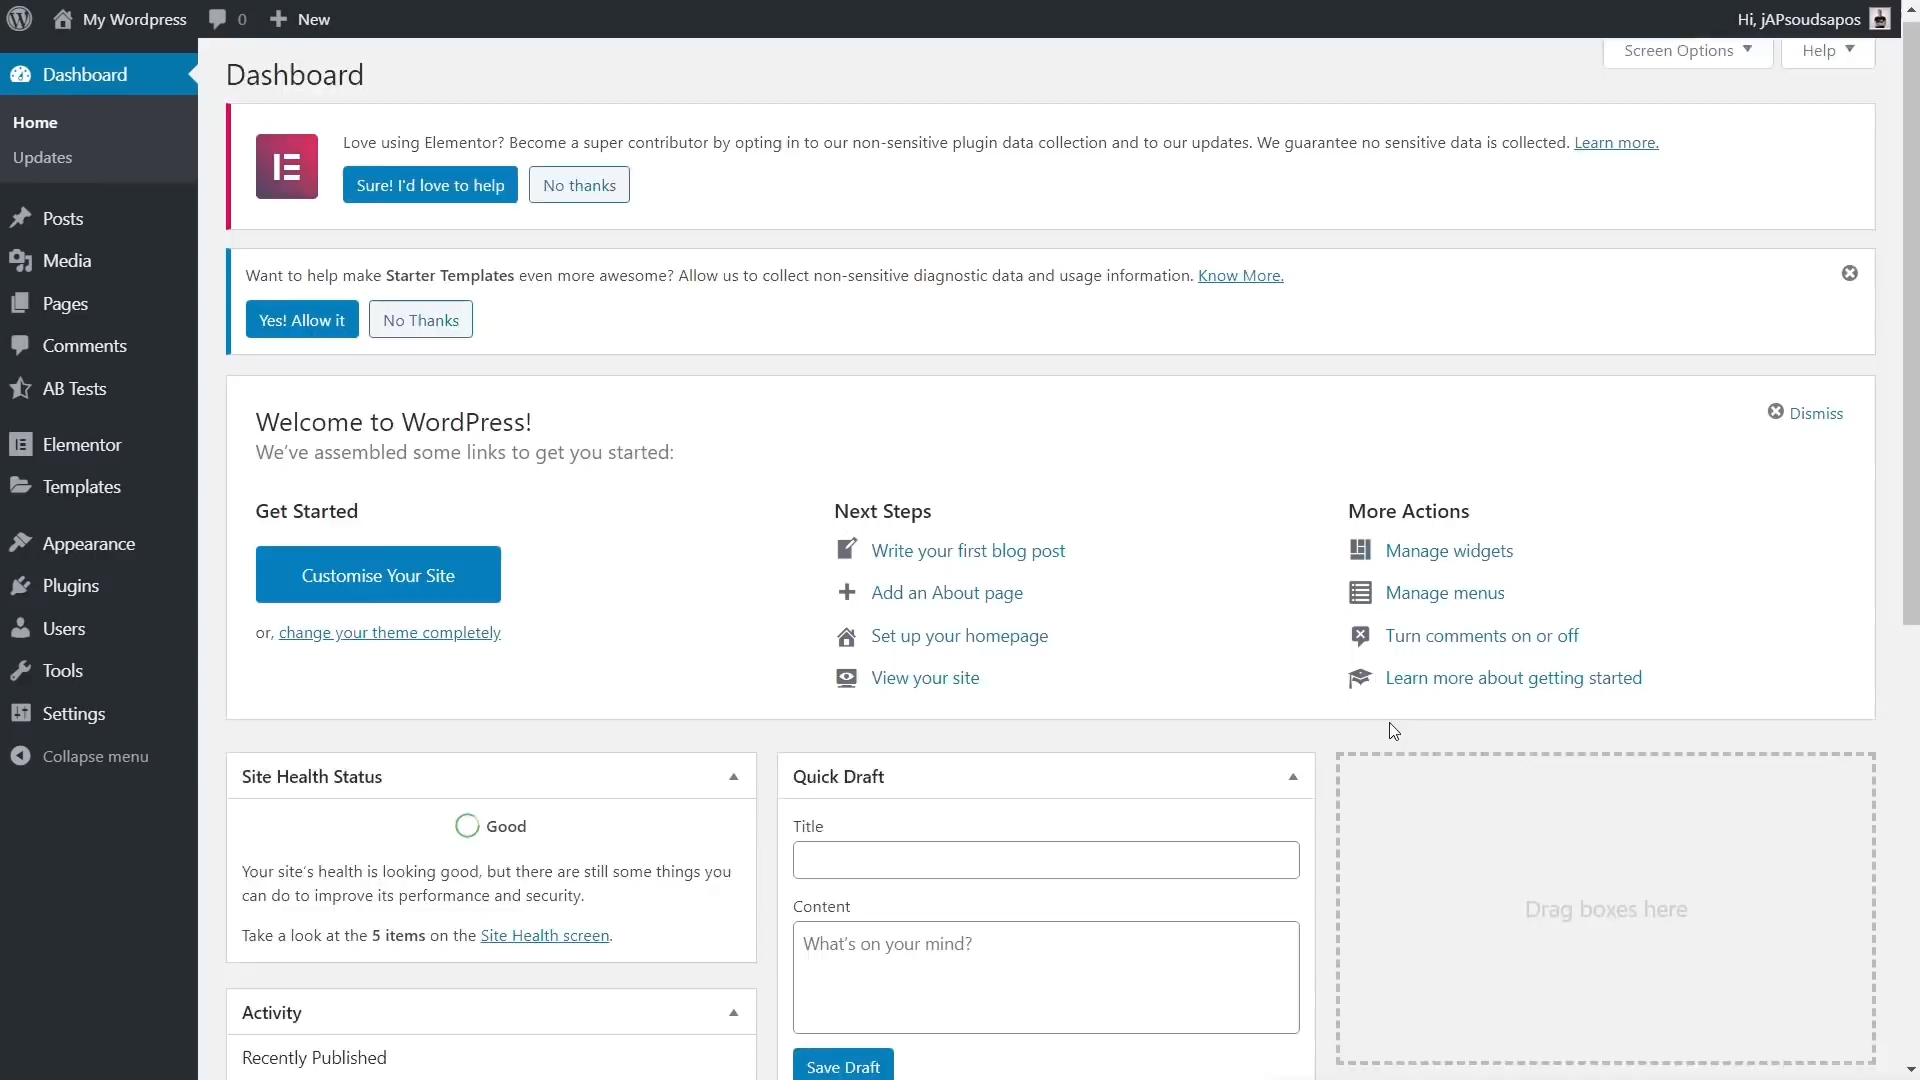 My Wordpress
0
New
Hi, jAPsoudsapos
Dashboard
Home
Updates
Posts
Media
Pages
Comments
AB Tests
Elementor
Templates
Appearance
Plugins
Users
Tools
Settings
Collapse menu
Screen Options
Help
Dashboard
Love using Elementor? Become a super contributor by opting in to our non-sensitive plugin data collection and to our updates. We guarantee no sensitive data is collected. Learn more.
Sure! I'd love to help
No thanks
Want to help make Starter Templates even more awesome? Allow us to collect non-sensitive diagnostic data and usage information. Know More.
Yes! Allow it
No Thanks
Welcome to WordPress!
We've assembled some links to get you started:
Dismiss
Get Started
Customise Your Site
or, change your theme completely
Next Steps
Write your first blog post
Add an About page
Set up your homepage
View your site
More Actions
Manage widgets
Manage menus
Turn comments on or off
Learn more about getting started
Site Health Status
Good
Your site's health is looking good, but there are still some things you
can do to improve its performance and security.
Take a look at the 5 items on the Site Health screen.
Activity
Recently Published
Quick Draft
Title
Content
What's on your mind?
Save Draft
Drag boxes here